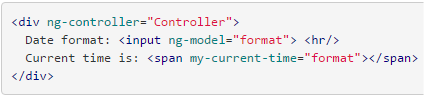 <div ng-controller="Controller">
  Date format: <input ng-model="format"> <hr/>
  Current time is: <span my-current-time="format"></span>
</div>